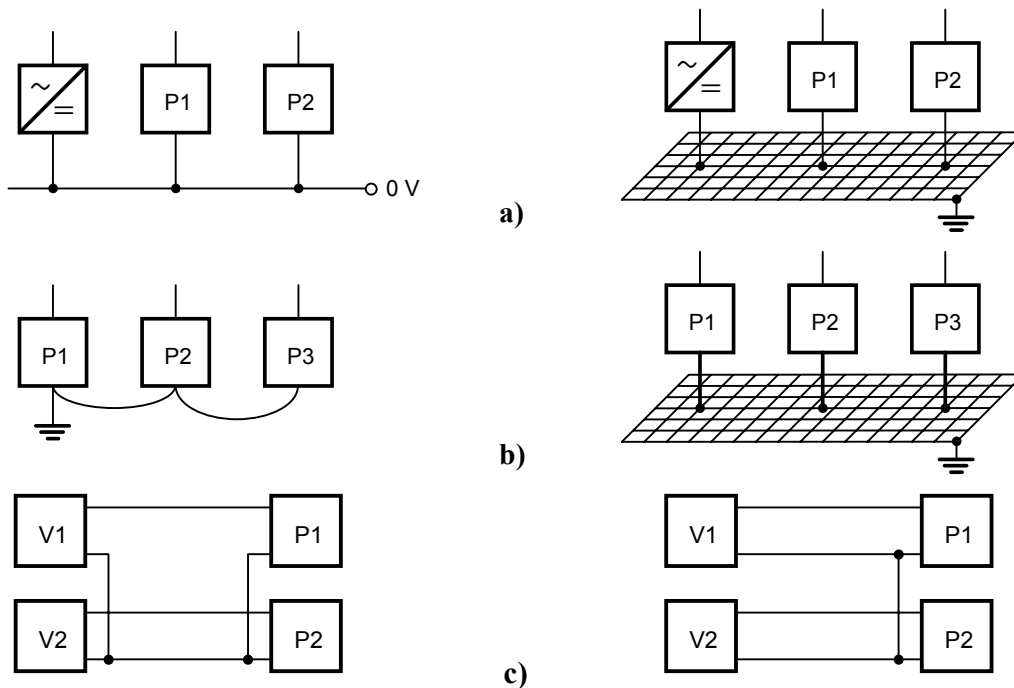 P1 P2 P1 P2
0 V
a)
P1 P2 P3 P1 P2 P3
b)
V1 P1 V1 P1
V2 P2 V2 P2
c)